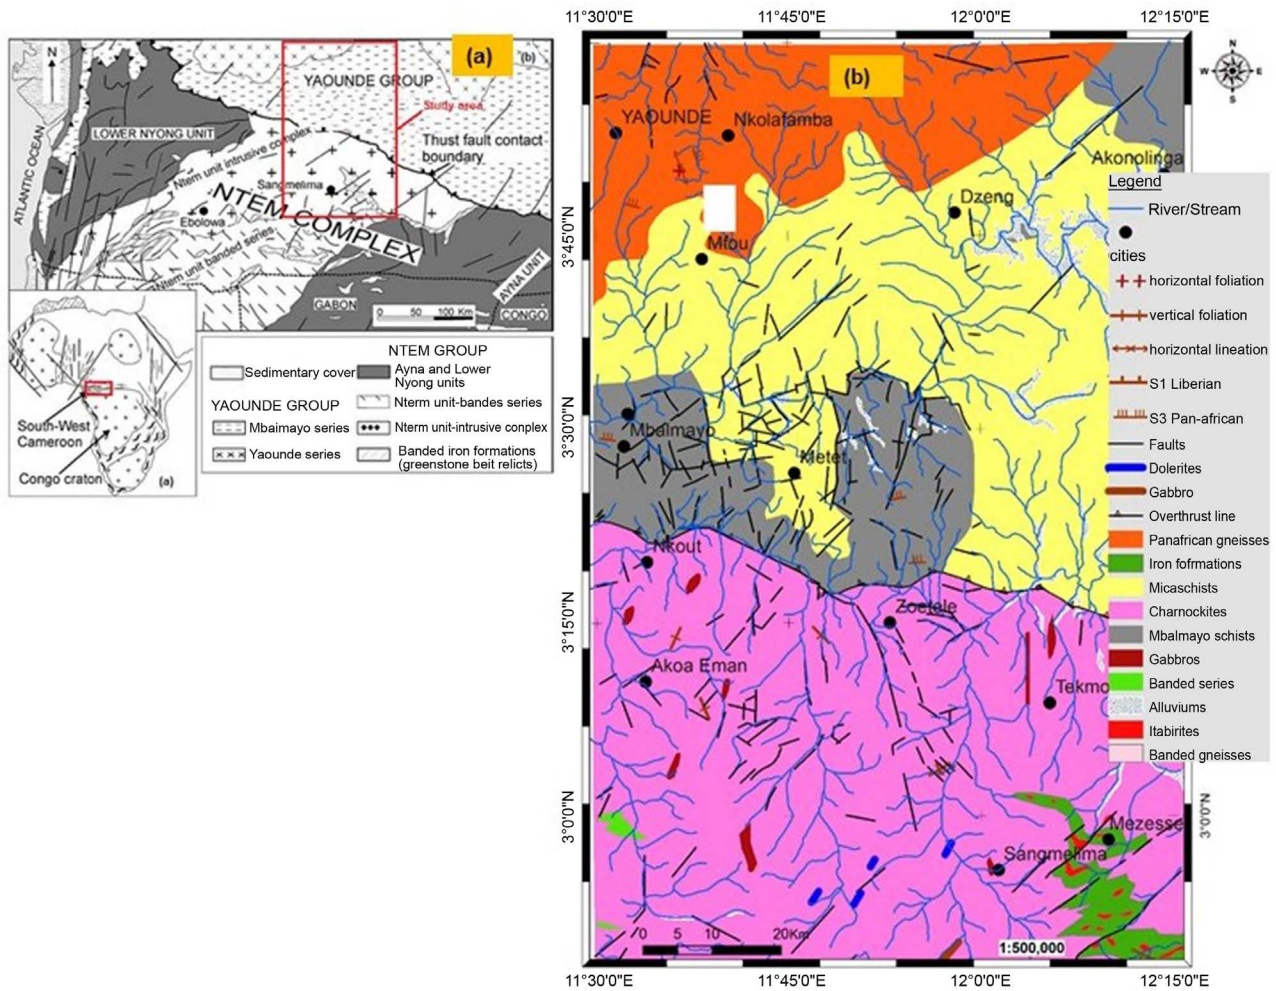 (a)
(b)
N
YAOUNDE GROUP
Study area
LOWER NYONG UNIT
Thust fault contact
boundary
ATLANTIC OCEAN
Ntem unit intrusive complex
Sangmelima
NTEM COMPLEX
Ebolowa
Ntem unit banded series
AYNA UNIT
GABON
CONGO
0 50 100 Km
South-West
Cameroon
Congo craton
(a)
NTEM GROUP
Sedimentary cover
Ayna and Lower
Nyong units
YAOUNDE GROUP
Nterm unit-bandes series
Mbaimayo series
Nterm unit-intrusive conplex
Yaounde series
Banded iron formations
(greenstone beit relicts)
11°30'0"E 11°45'0"E 12°0'0"E 12°15'0"E
(b)
N
W E
S
YAOUNDE
Nkolafamba
Akonolinga
Dzeng
Mfou
3°45'0"N
3°30'0"N
Mbalmayo
Metet
Nkout
3°15'0"N
Zoetele
Akoa Eman
Tekmo
3°0'0"N
3°0'0"N
Mezesse
Sangmelima
0 5 10 20Km
1:500,000
11°30'0"E 11°45'0"E 12°0'0"E 12°15'0"E
Legend
River/Stream
cities
horizontal foliation
vertical foliation
horizontal lineation
S1 Liberian
S3 Pan-african
Faults
Dolerites
Gabbro
Overthrust line
Panafrican gneisses
Iron fofrmations
Micaschists
Charnockites
Mbalmayo schists
Gabbros
Banded series
Alluviums
Itabirites
Banded gneisses